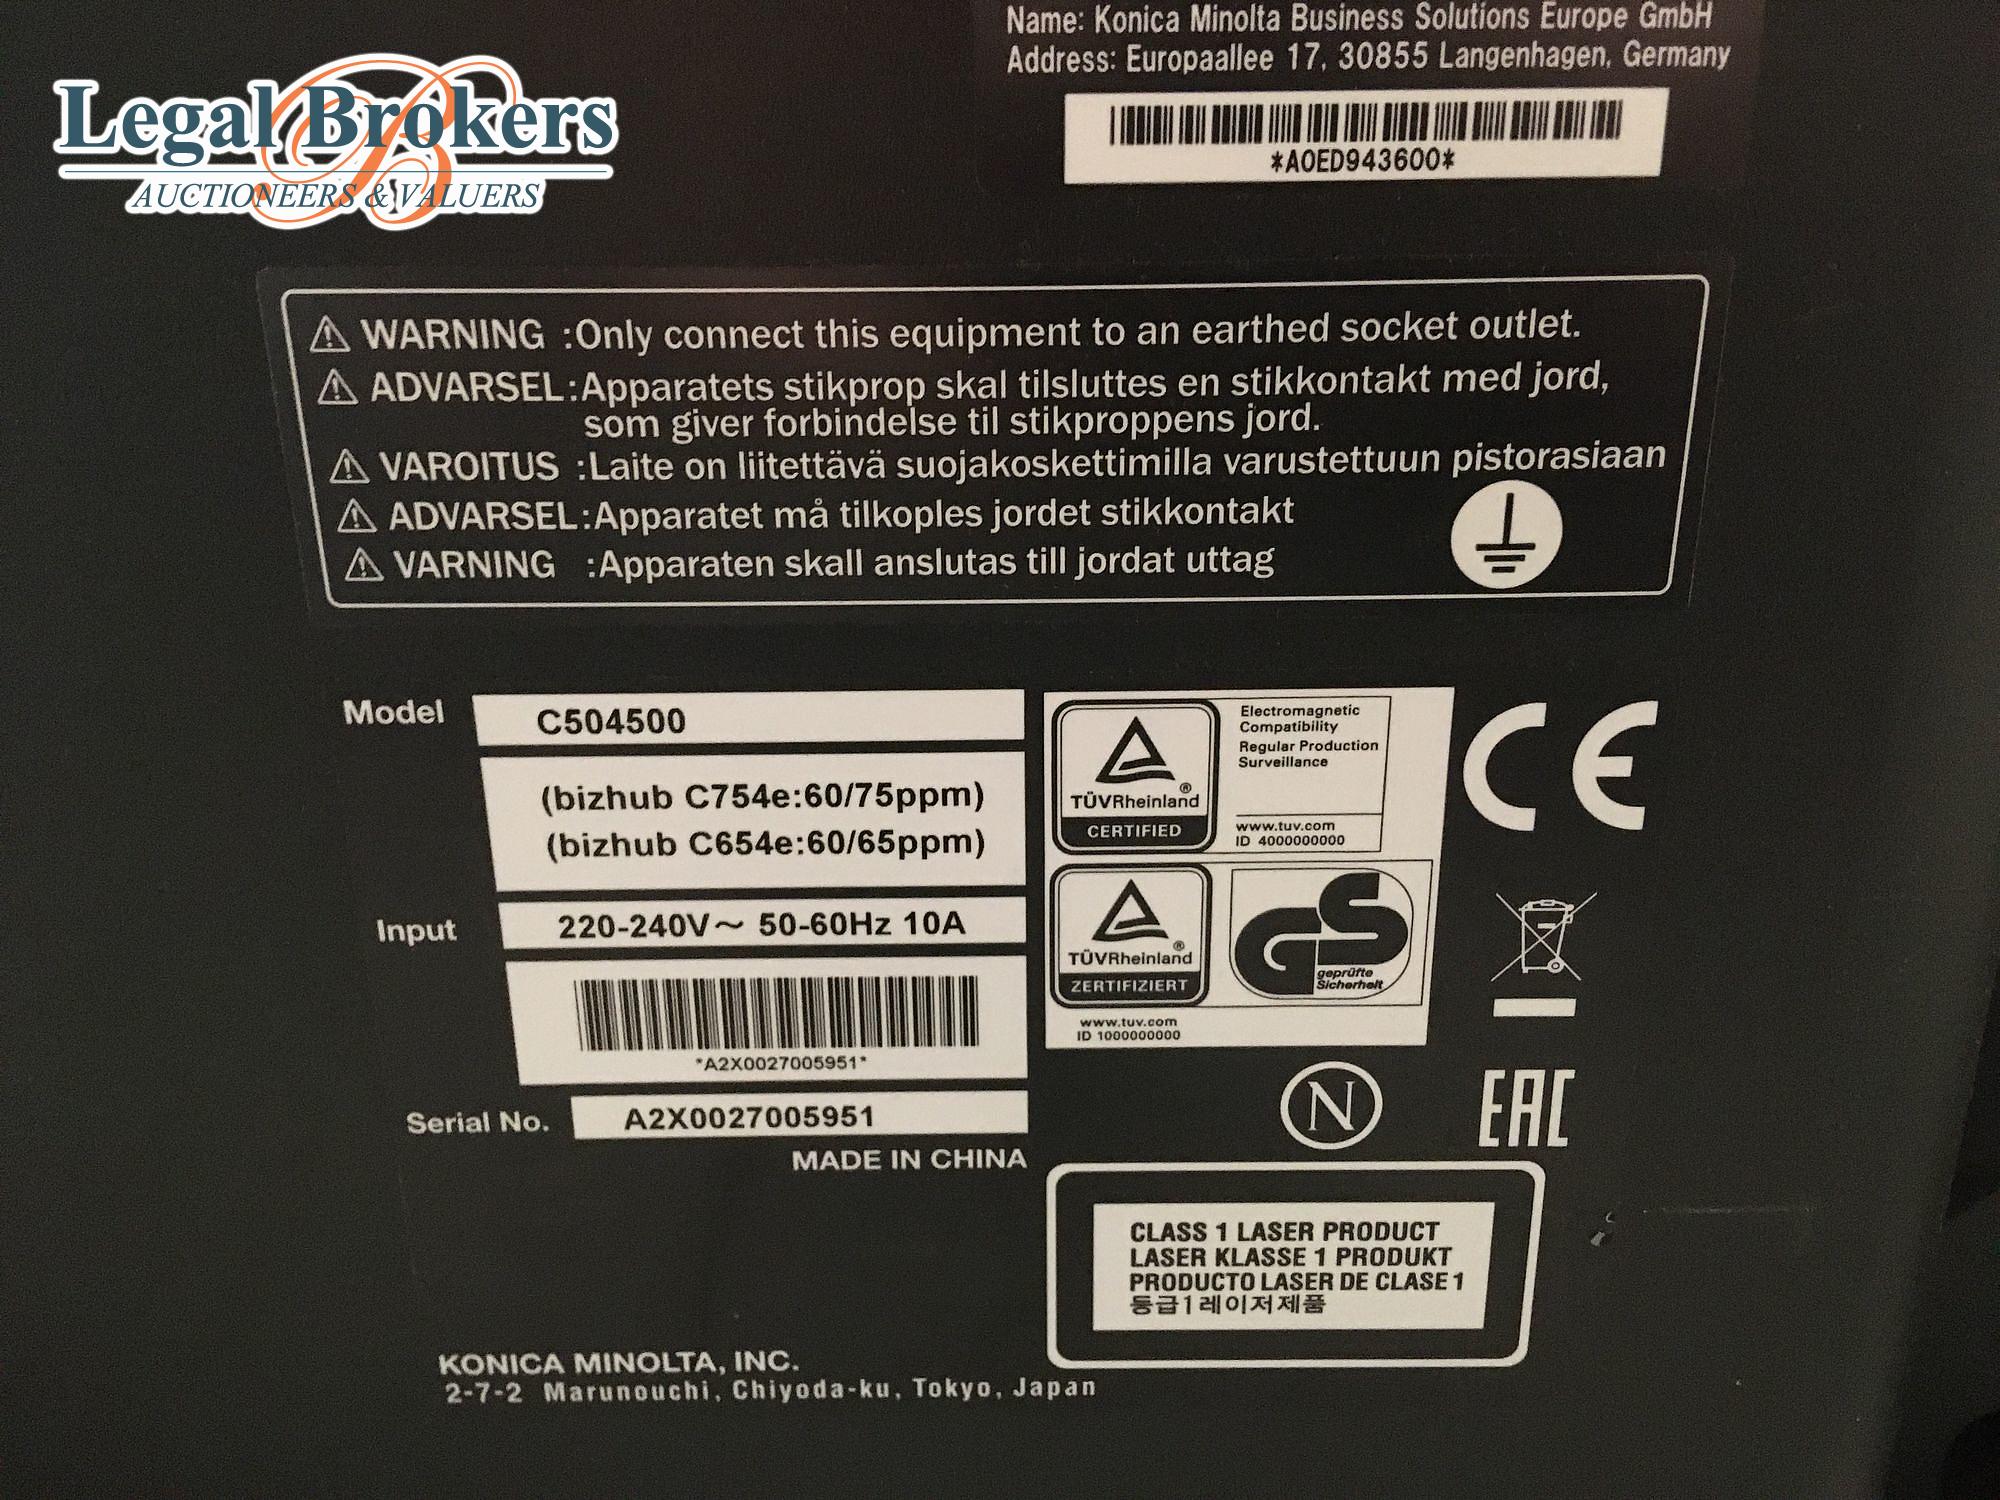 Name: Konica Minolta Business Solutions Europe GmbH
Address: Europaallee 17, 30855 Langenhagen, Germany
Legal Brokers
AUCTIONEERS & VALUERS
*A0ED943600*
WARNING :Only connect this equipment to an earthed socket outlet.
ADVARSEL:Apparatets stikprop skal tilsluttes en stikkontakt med jord,
som giver forbindelse til stikproppens jord.
VAROITUS :Laite on liitettävä suojakoskettimilla varustettuun pistorasiaan
ADVARSEL:Apparatet må tilkoples jordet stikkontakt
VARNING :Apparaten skall anslutas till jordat uttag
Model C504500
(bizhub C754e:60/75ppm)
(bizhub C654e:60/65ppm)
Input 220-240V~ 50-60Hz 10A
*A2X0027005951*
Serial No. A2X0027005951
MADE IN CHINA
TÜVRheinland®
CERTIFIED
Electromagnetic
Compatibility
Regular Production
Surveillance
www.tuv.com
ID 4000000000
TÜVRheinland®
ZERTIFIZIERT
GS
geprüfte
Sicherheit
www.tuv.com
ID 1000000000
CE
N
EAC
CLASS 1 LASER PRODUCT
LASER KLASSE 1 PRODUKT
PRODUCTO LASER DE CLASE 1
등급1레이저제품
KONICA MINOLTA, INC.
2-7-2 Marunouchi, Chiyoda-ku, Tokyo, Japan